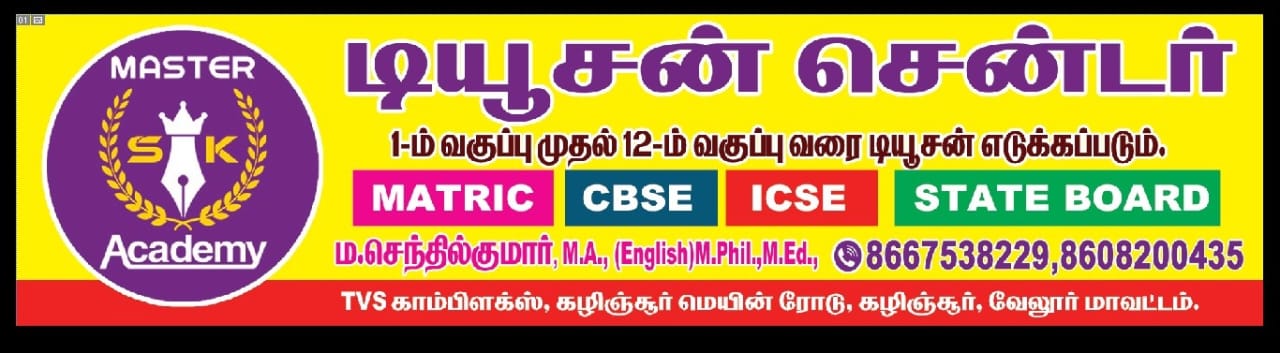 01
MASTER
SK
Academy
டியூசன் சென்டர்
1-ம் வகுப்பு முதல் 12-ம் வகுப்பு வரை டியூசன் எடுக்கப்படும்.
MATRIC CBSE ICSE STATE BOARD
ம.செந்தில்குமார், M.A., (English)M.Phil.,M.Ed., 8667538229,8608200435
TVS காம்பிளக்ஸ், கழிஞ்சூர் மெயின் ரோடு, கழிஞ்சூர், வேலூர் மாவட்டம்.